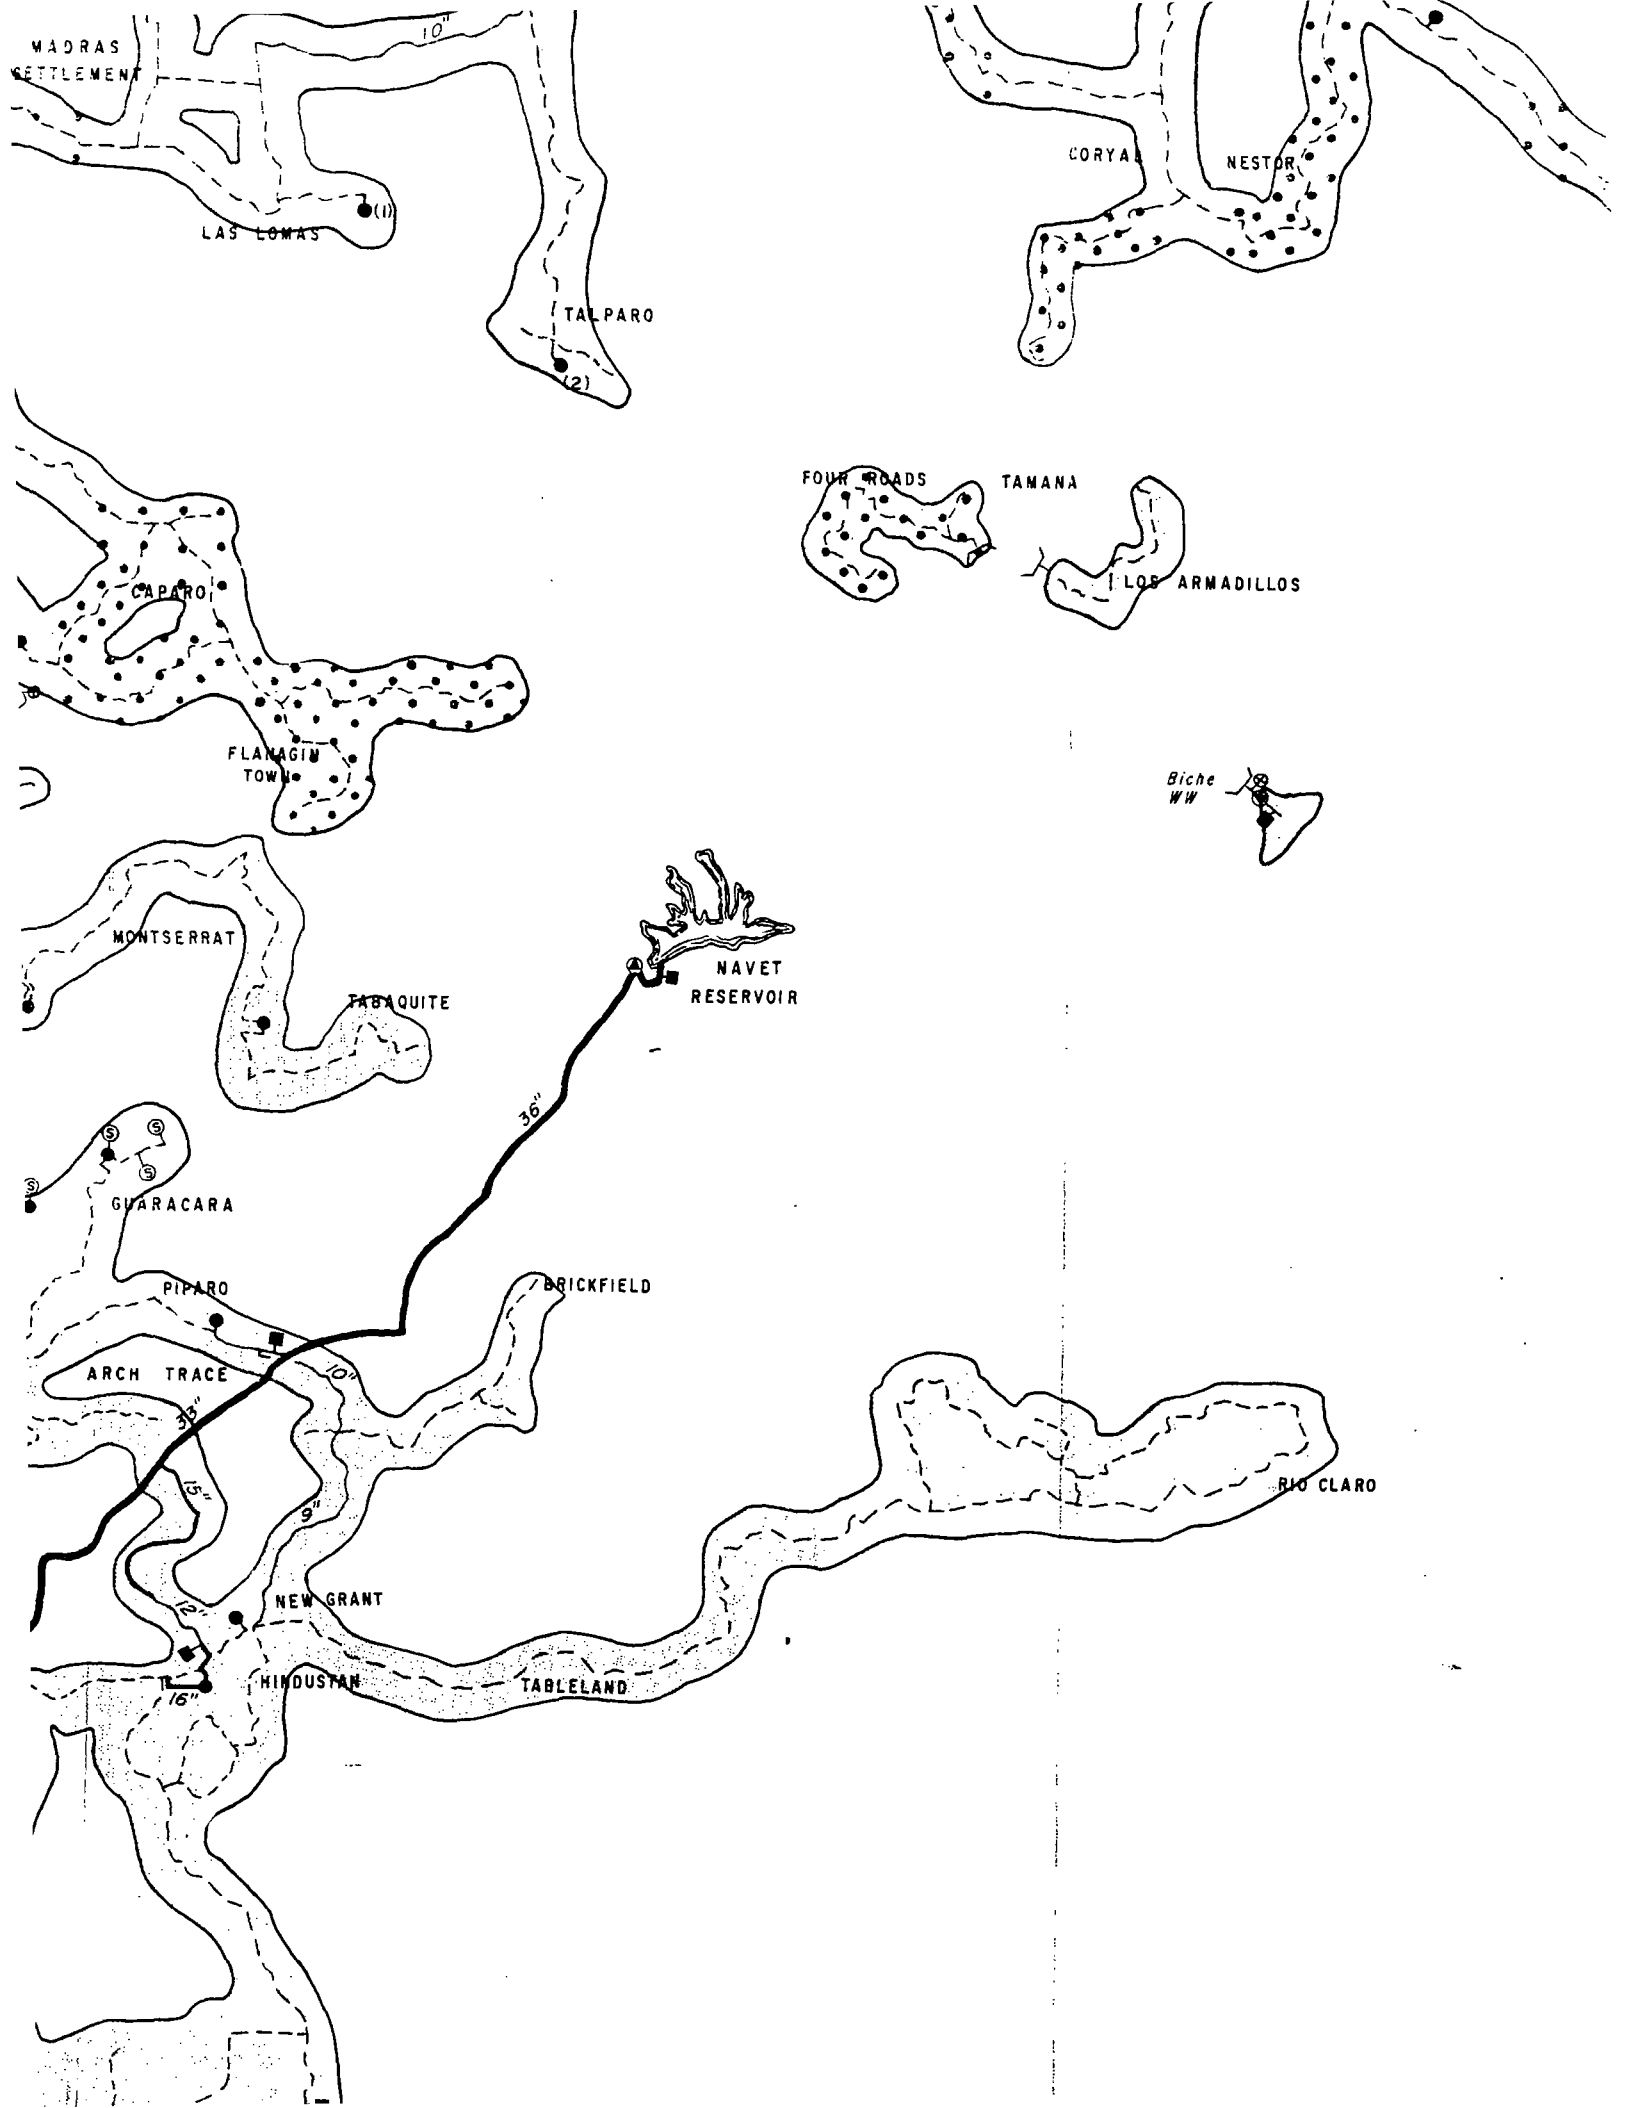 10"
MADRAS
SETTLEMENT
CORYAL
NESTOR
(1)
LAS LOMAS
TALPARO
(2)
FOUR ROADS
TAMANA
LOS ARMADILLOS
CAPARO
FLANAGIN
TOWN
Biche
WW
MONTSERRAT
NAVET
RESERVOIR
TABAQUITE
36"
S
S
S
S
GUARACARA
PIPARO
BRICKFIELD
ARCH TRACE
10"
33"
15"
9"
RIO CLARO
NEW GRANT
12"
HINDUSTAN
TABLELAND
16"